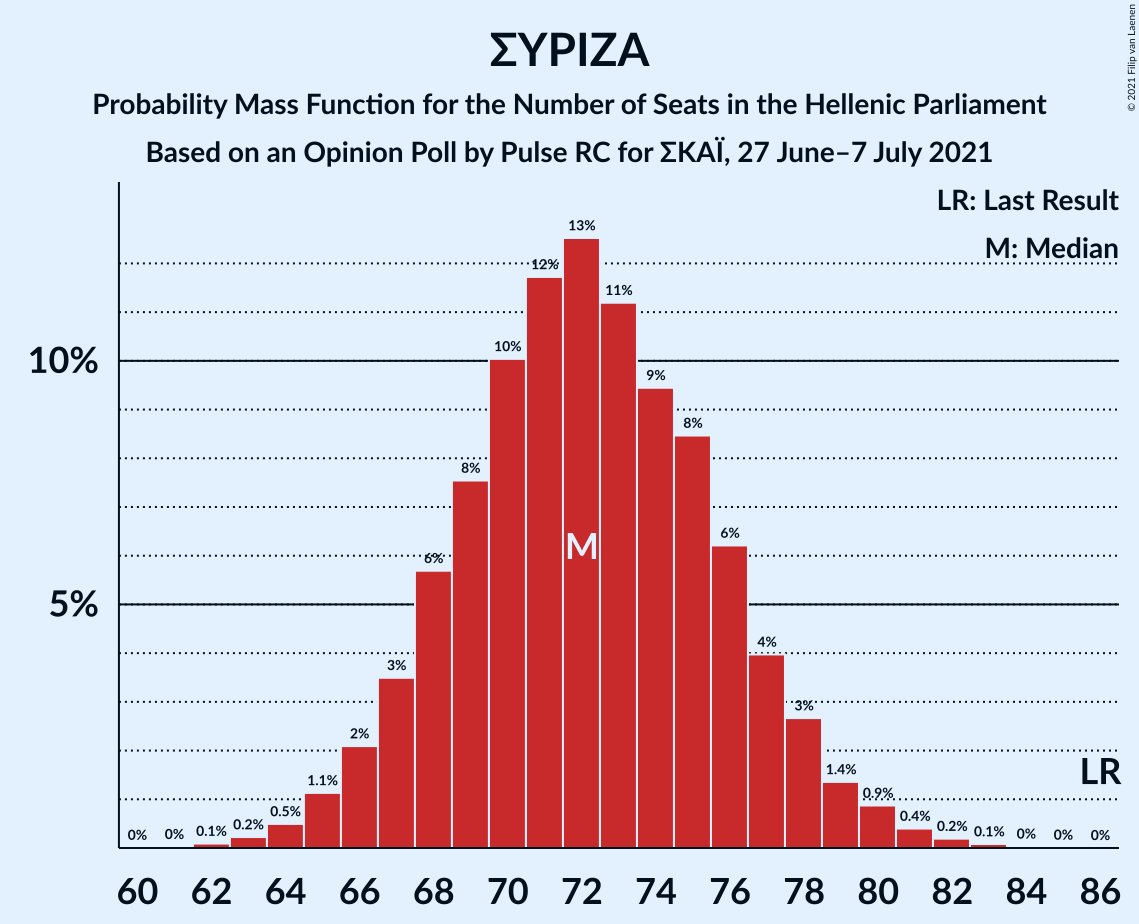 ΣΥΡΙΖΑ
Probability Mass Function for the Number of Seats in the Hellenic Parliament
Based on an Opinion Poll by Pulse RC for ΣΚΑΪ, 27 June–7 July 2021
© 2021 Filip van Laenen
LR: Last Result
M: Median
10%
5%
0% 0% 0.1% 0.2% 0.5% 1.1% 2% 3% 6% 8% 10% 12% 13% 11% 9% 8% 6% 4% 3% 1.4% 0.9% 0.4% 0.2% 0.1% 0% 0% 0%
M
LR
60 62 64 66 68 70 72 74 76 78 80 82 84 86